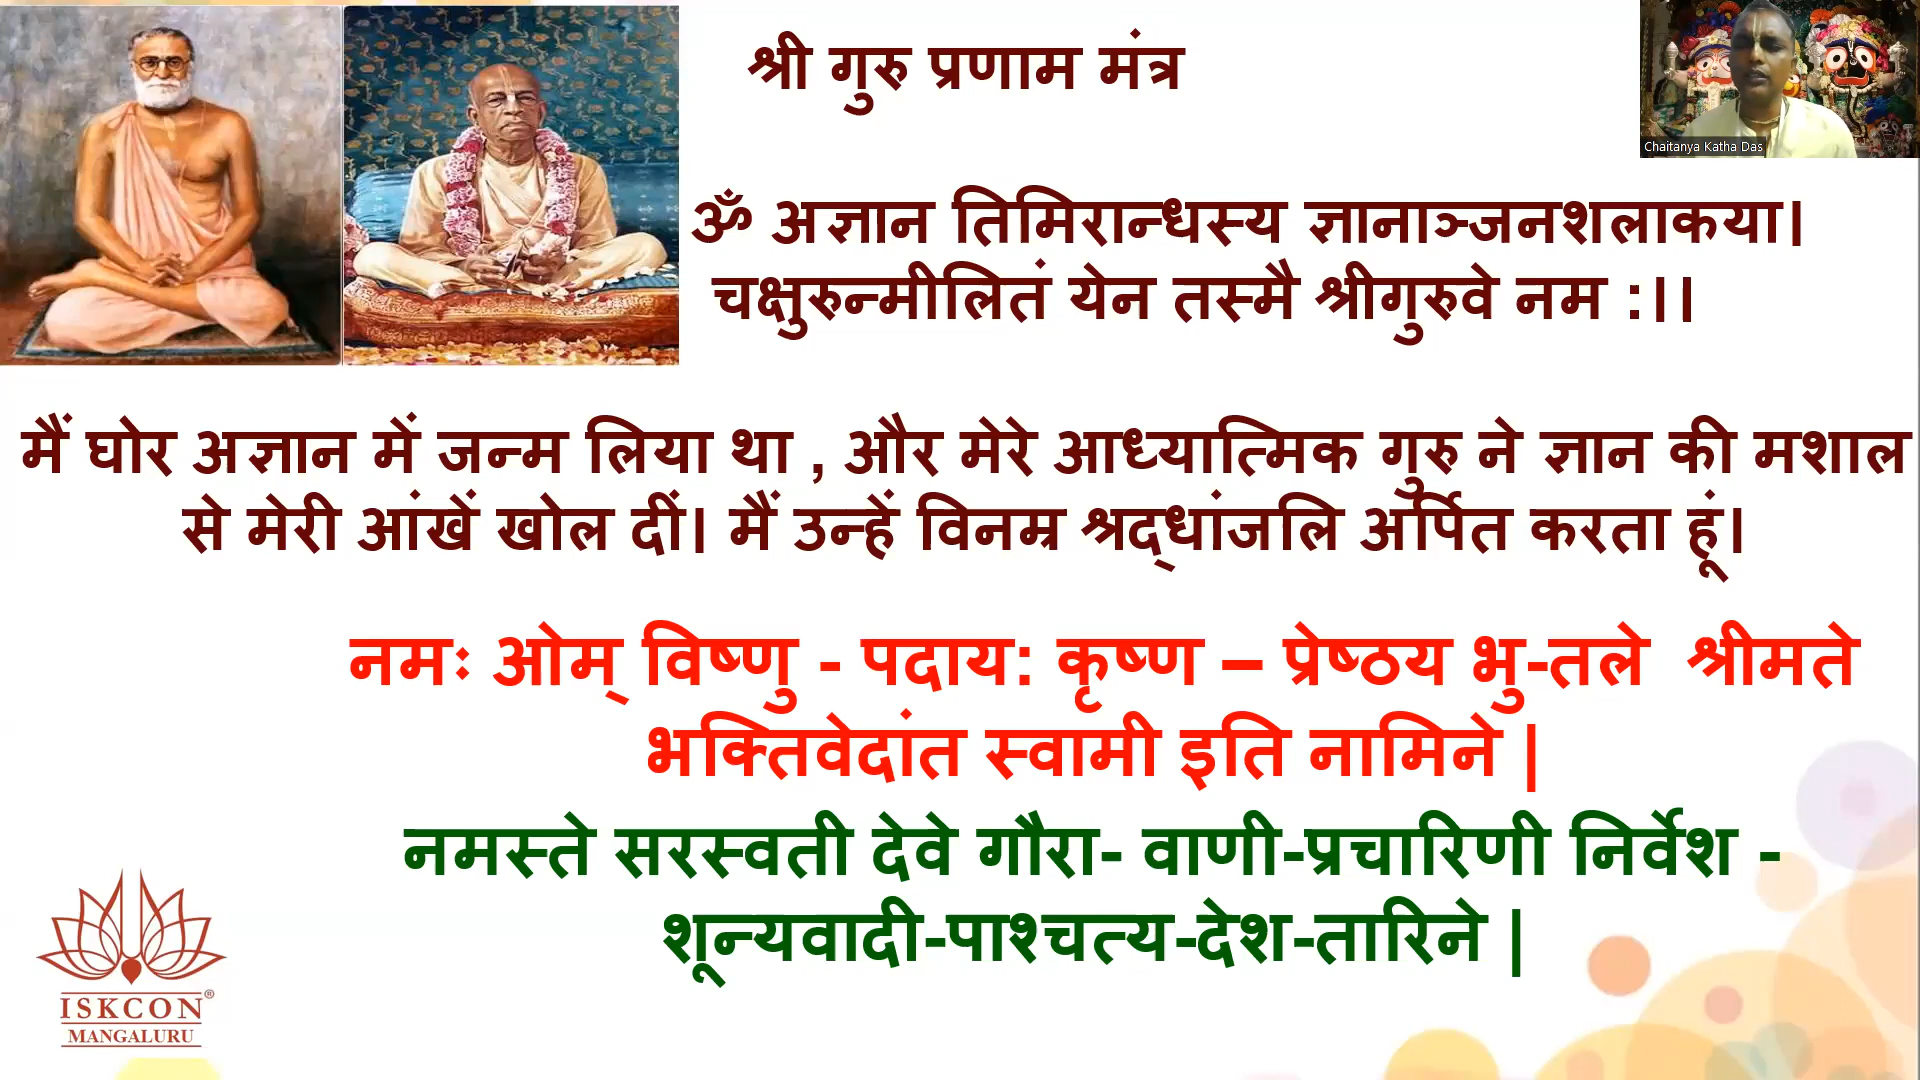 श्री गुरु प्रणाम मंत्र
Chaitanya Katha Das
ॐ अज्ञान तिमिरान्धस्य ज्ञानाञ्जनशलाकया।
चक्षुरुन्मीलितं येन तस्मै श्रीगुरुवे नम :।।
मैं घोर अज्ञान में जन्म लिया था , और मेरे आध्यात्मिक गुरु ने ज्ञान की मशाल
से मेरी आंखें खोल दीं। मैं उन्हें विनम्र श्रद्धांजलि अर्पित करता हूं।
नमः ओम् विष्णु - पदाय: कृष्ण – प्रेष्ठय भु-तले श्रीमते
भक्तिवेदांत स्वामी इति नामिने |
नमस्ते सरस्वती देवे गौरा- वाणी-प्रचारिणी निर्वेश -
शून्यवादी-पाश्चत्य-देश-तारिने |
ISKCON®
MANGALURU